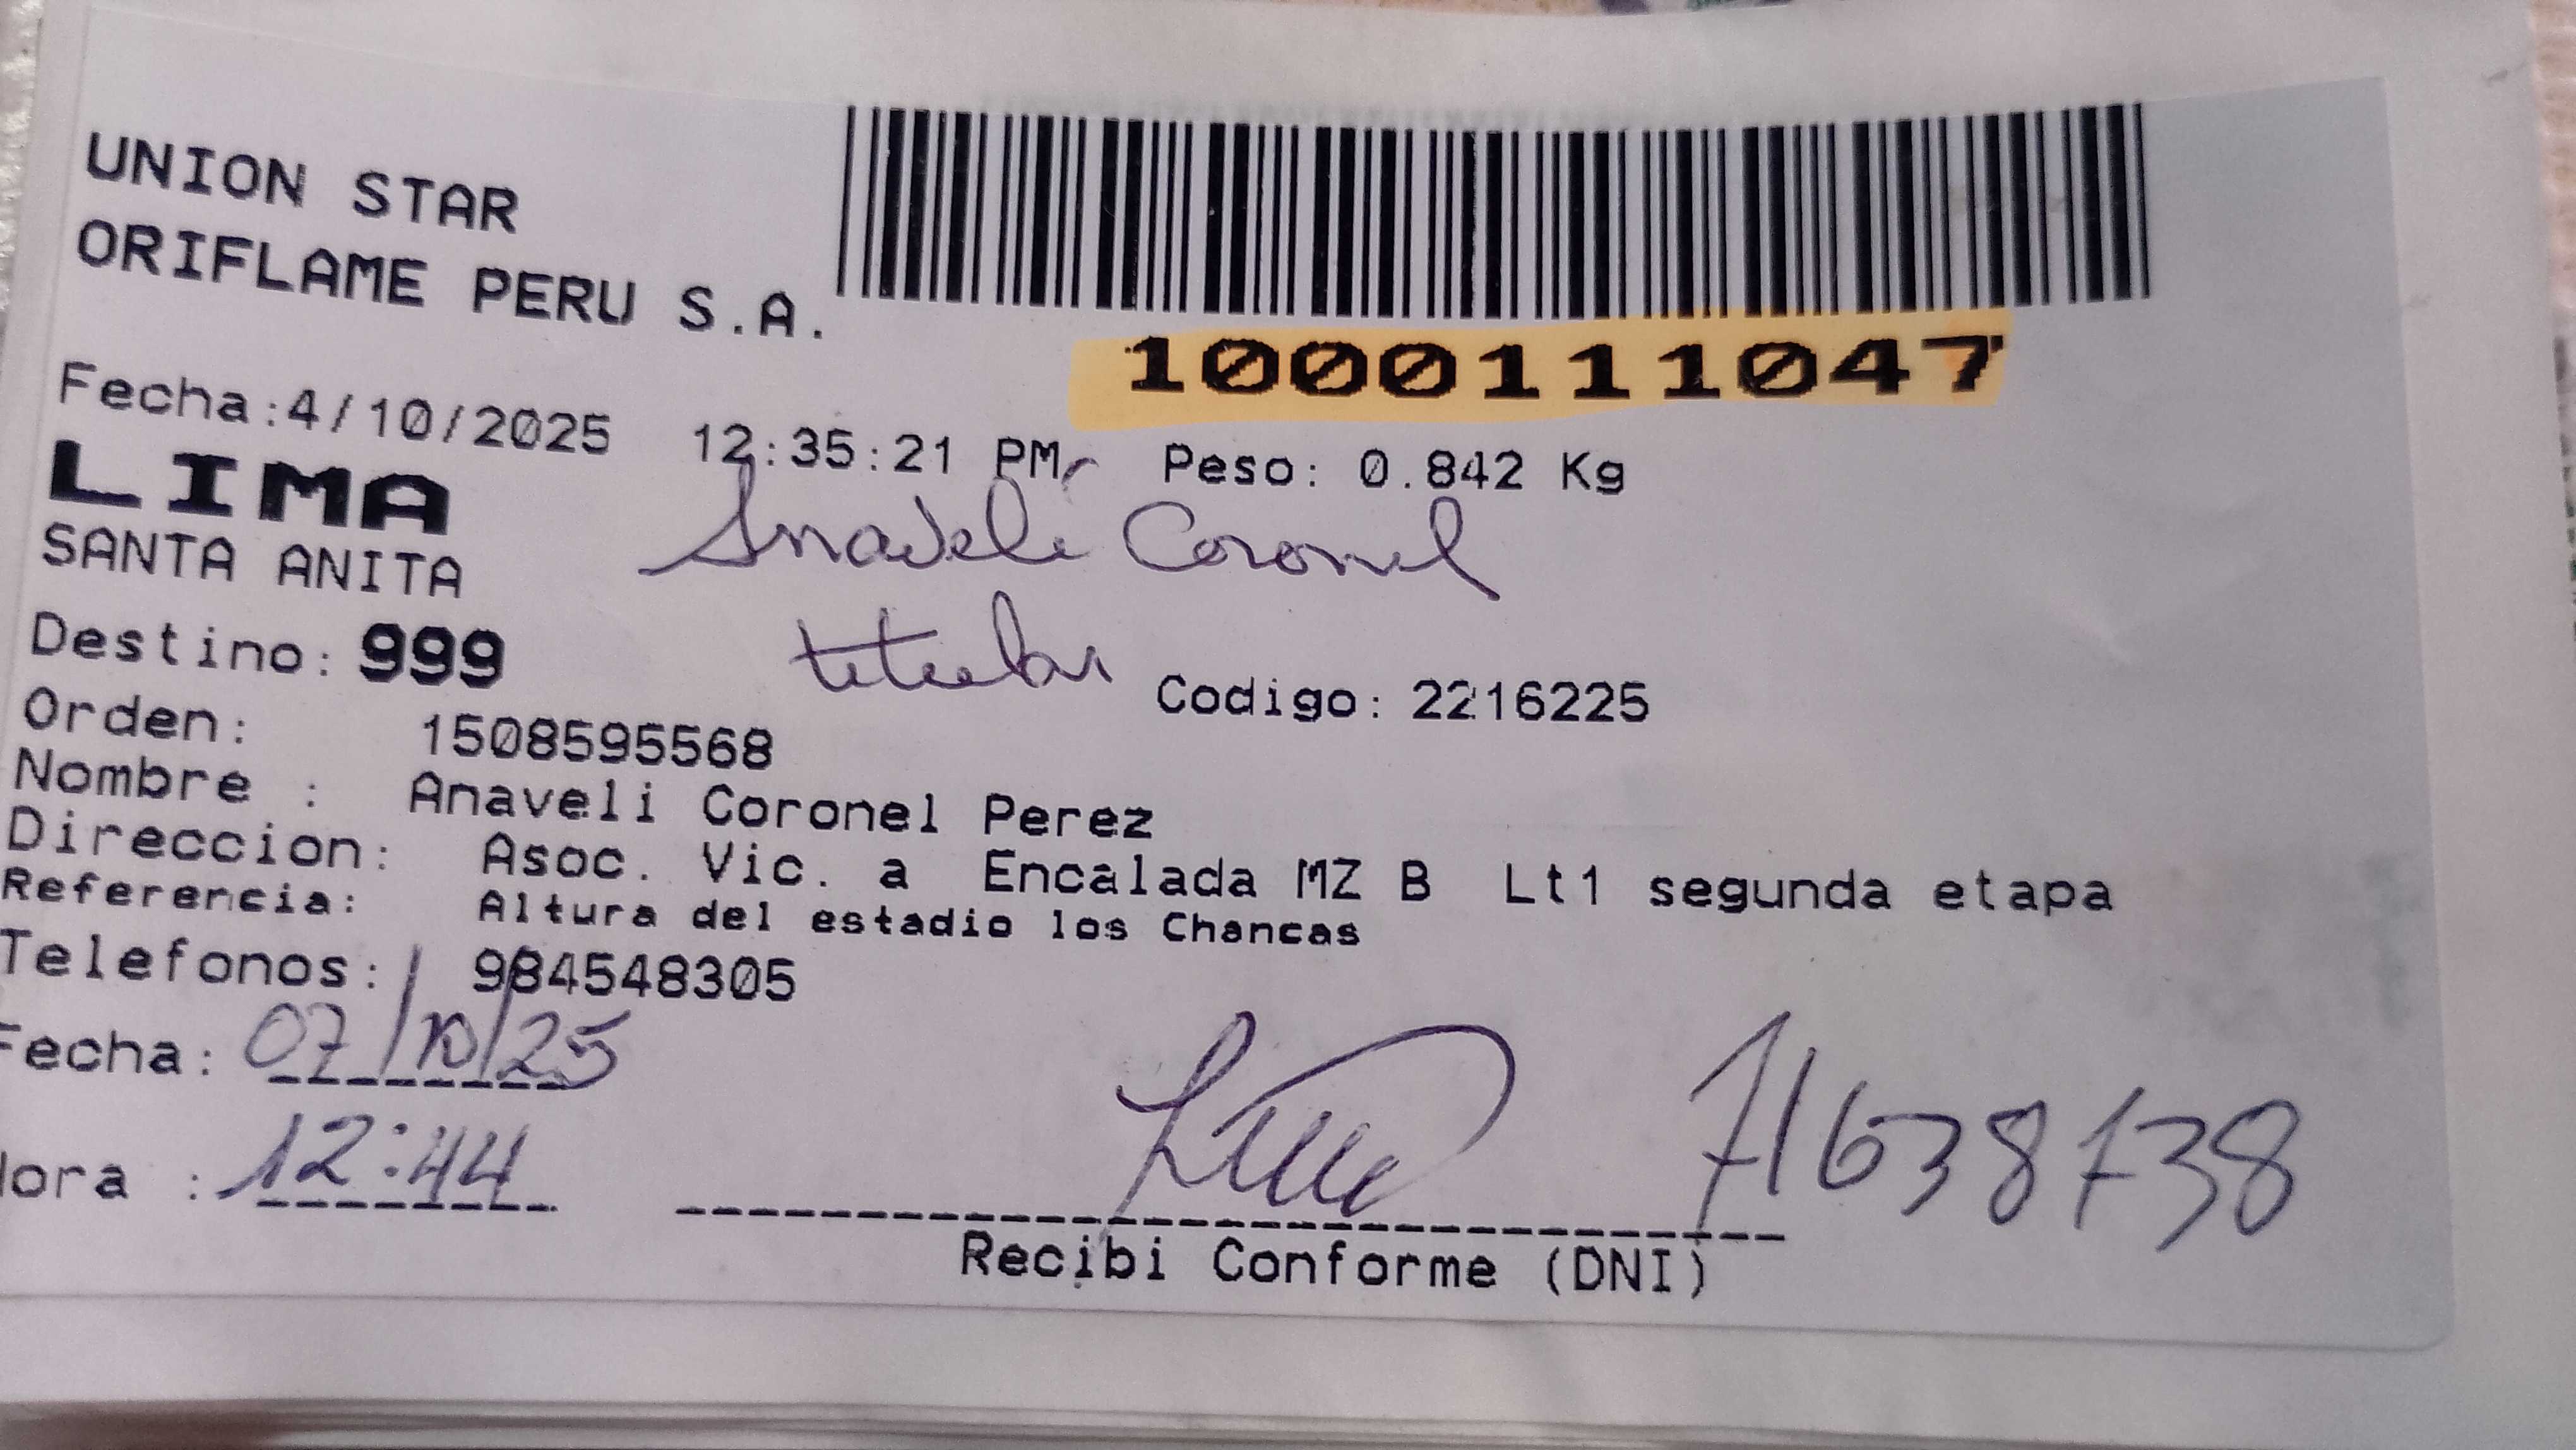 UNION STAR
ORIFLAME PERU S.A.
1000111047
Fecha:4/10/2025 12:35:21 PM Peso: 0.842 Kg
LIMA
Anaveli Coronel
SANTA ANITA
titular
Destino: 999
Codigo: 2216225
Orden: 1508595568
Nombre : Anaveli Coronel Perez
Direccion: Asoc. Vic. a Encalada MZ B Lt1 segunda etapa
Referencia: Altura del estadio los Chancas
Telefonos: 984548305
Fecha: 07/10/25
Hora : 12:44
71638738
Recibi Conforme (DNI)